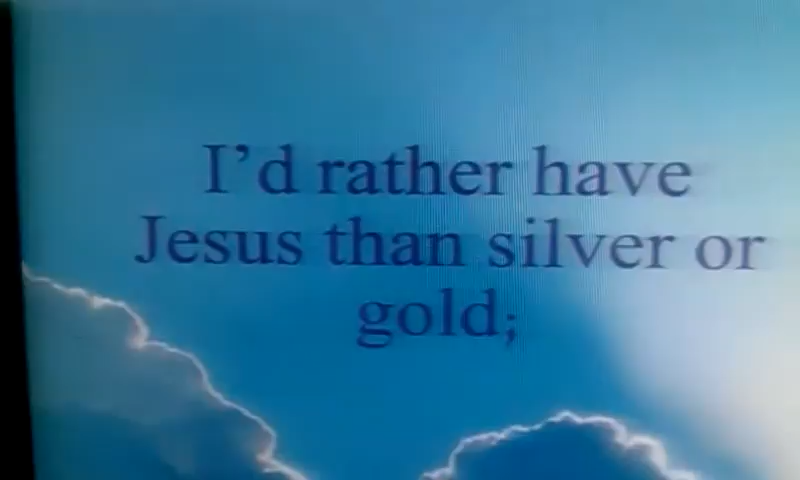 I’d rather have
Jesus than silver or
gold;